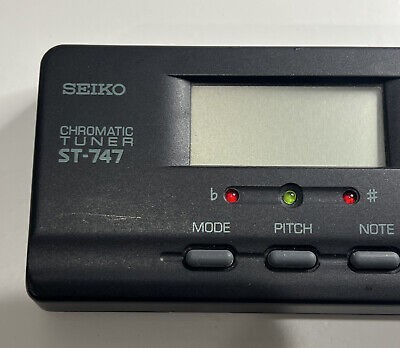 SEIKO
CHROMATIC
TUNER
ST-747
♭ ♯
MODE PITCH NOTE